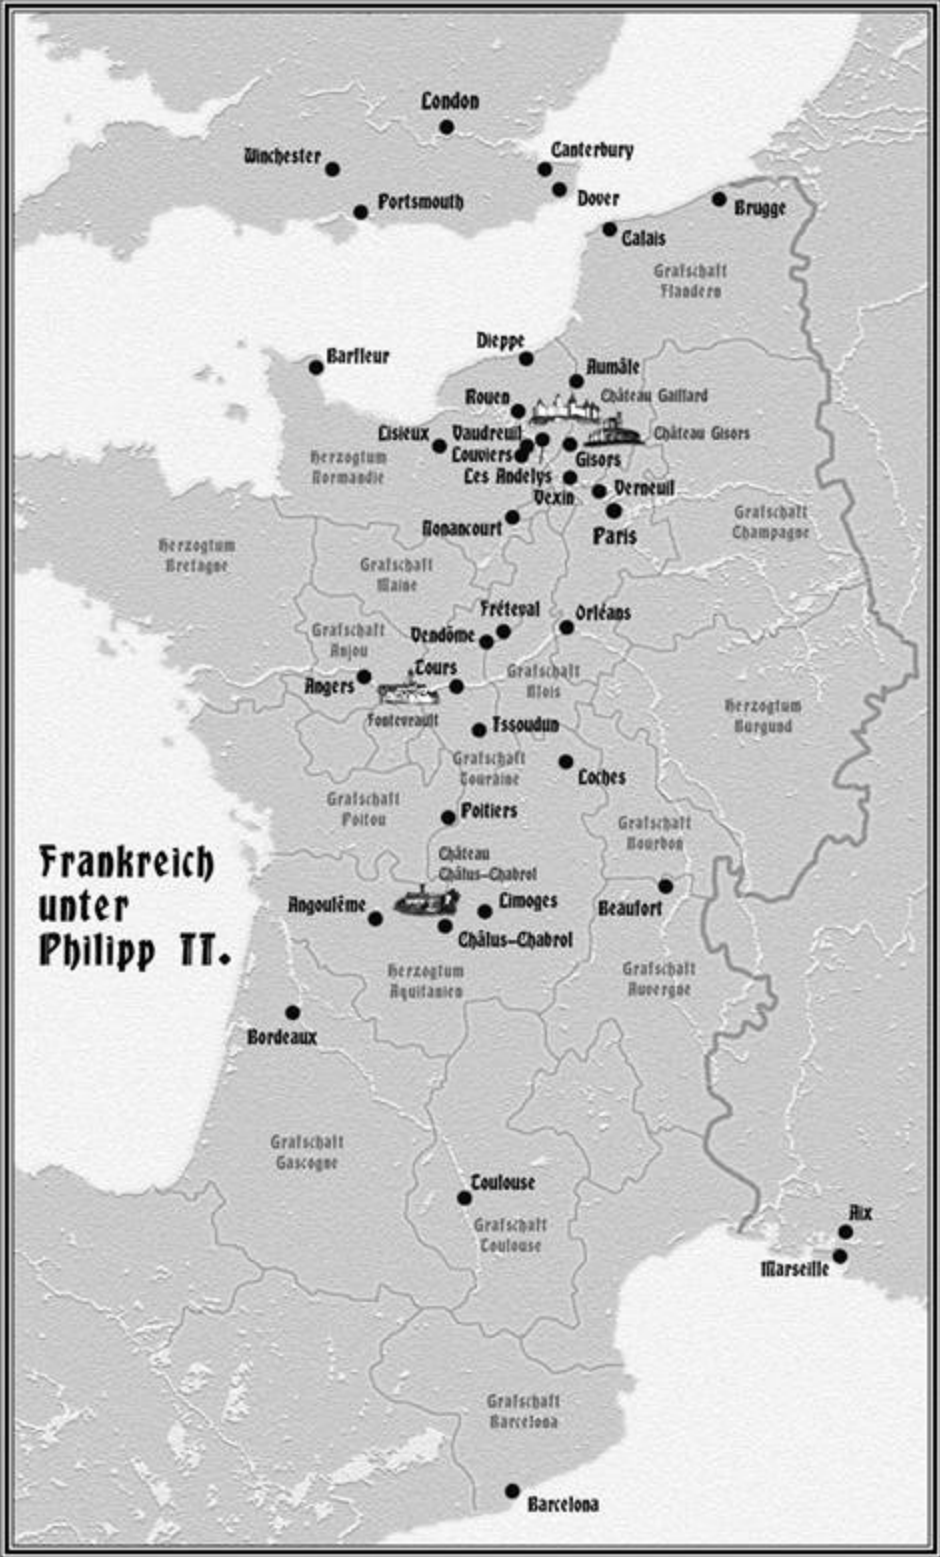 London
Winchester
Canterbury
Portsmouth
Dover
Brugge
Calais
Grafschaft
Flandern
Dieppe
Barfleur
Aumâle
Rouen
Château Gaillard
Lisieux
Vaudreuil
Château Gisors
Louviers
Herzogtum
Normandie
Gisors
Les Andelys
Vexin
Verneuil
Grafschaft
Champagne
Nonancourt
Paris
Herzogtum
Bretagne
Grafschaft
Maine
Fréteval
Orléans
Grafschaft
Anjou
Vendôme
Tours
Grafschaft
Blois
Angers
Fontevrault
Herzogtum
Burgund
Issoudun
Grafschaft
Touraine
Loches
Grafschaft
Poitou
Poitiers
Grafschaft
Bourbon
Frankreich
unter
Philipp II.
Château
Châlus-Chabrol
Angoulême
Limoges
Beaufort
Châlus-Chabrol
Herzogtum
Aquitanien
Grafschaft
Auvergne
Bordeaux
Grafschaft
Gascogne
Toulouse
Grafschaft
Toulouse
Aix
Marseille
Grafschaft
Barcelona
Barcelona